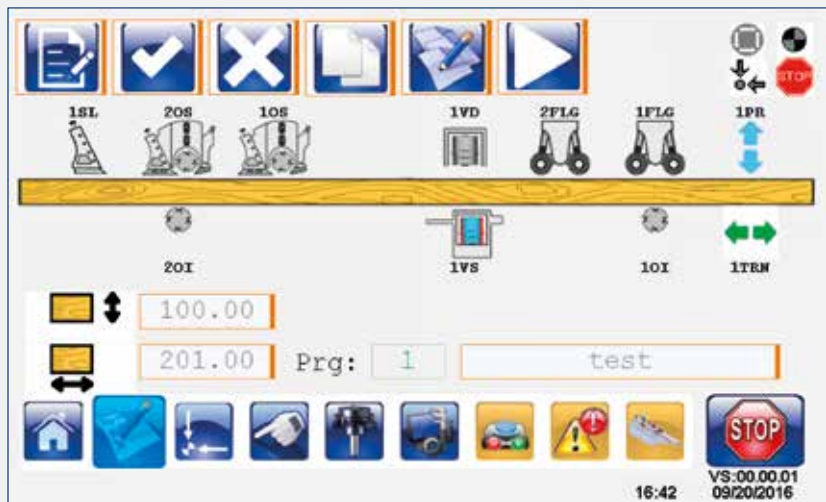 STOP
1SL 2OS 1OS 1VD 2FLG 1FLG 1PR
2OI 1VS 1OI 1TRN
100.00
201.00 Prg: 1 test
STOP
VS:00.00.01
16:42 09/20/2016